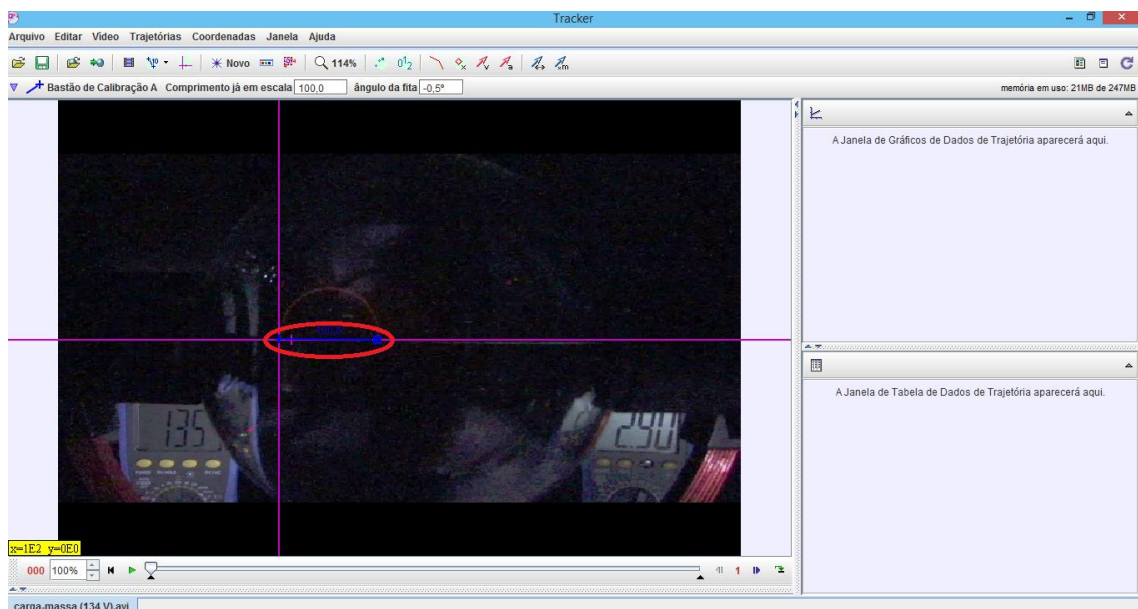 Tracker
Arquivo Editar Vídeo Trajetórias Coordenadas Janela Ajuda
Novo 114%
Bastão de Calibração A Comprimento já em escala 100,0 ângulo da fita -0,5º memória em uso: 21MB de 247MB
A Janela de Gráficos de Dados de Trajetória aparecerá aqui.
135
290
A Janela de Tabela de Dados de Trajetória aparecerá aqui.
x=1E2 y=0E0
000 100% 1
carga-massa (134 V).avi